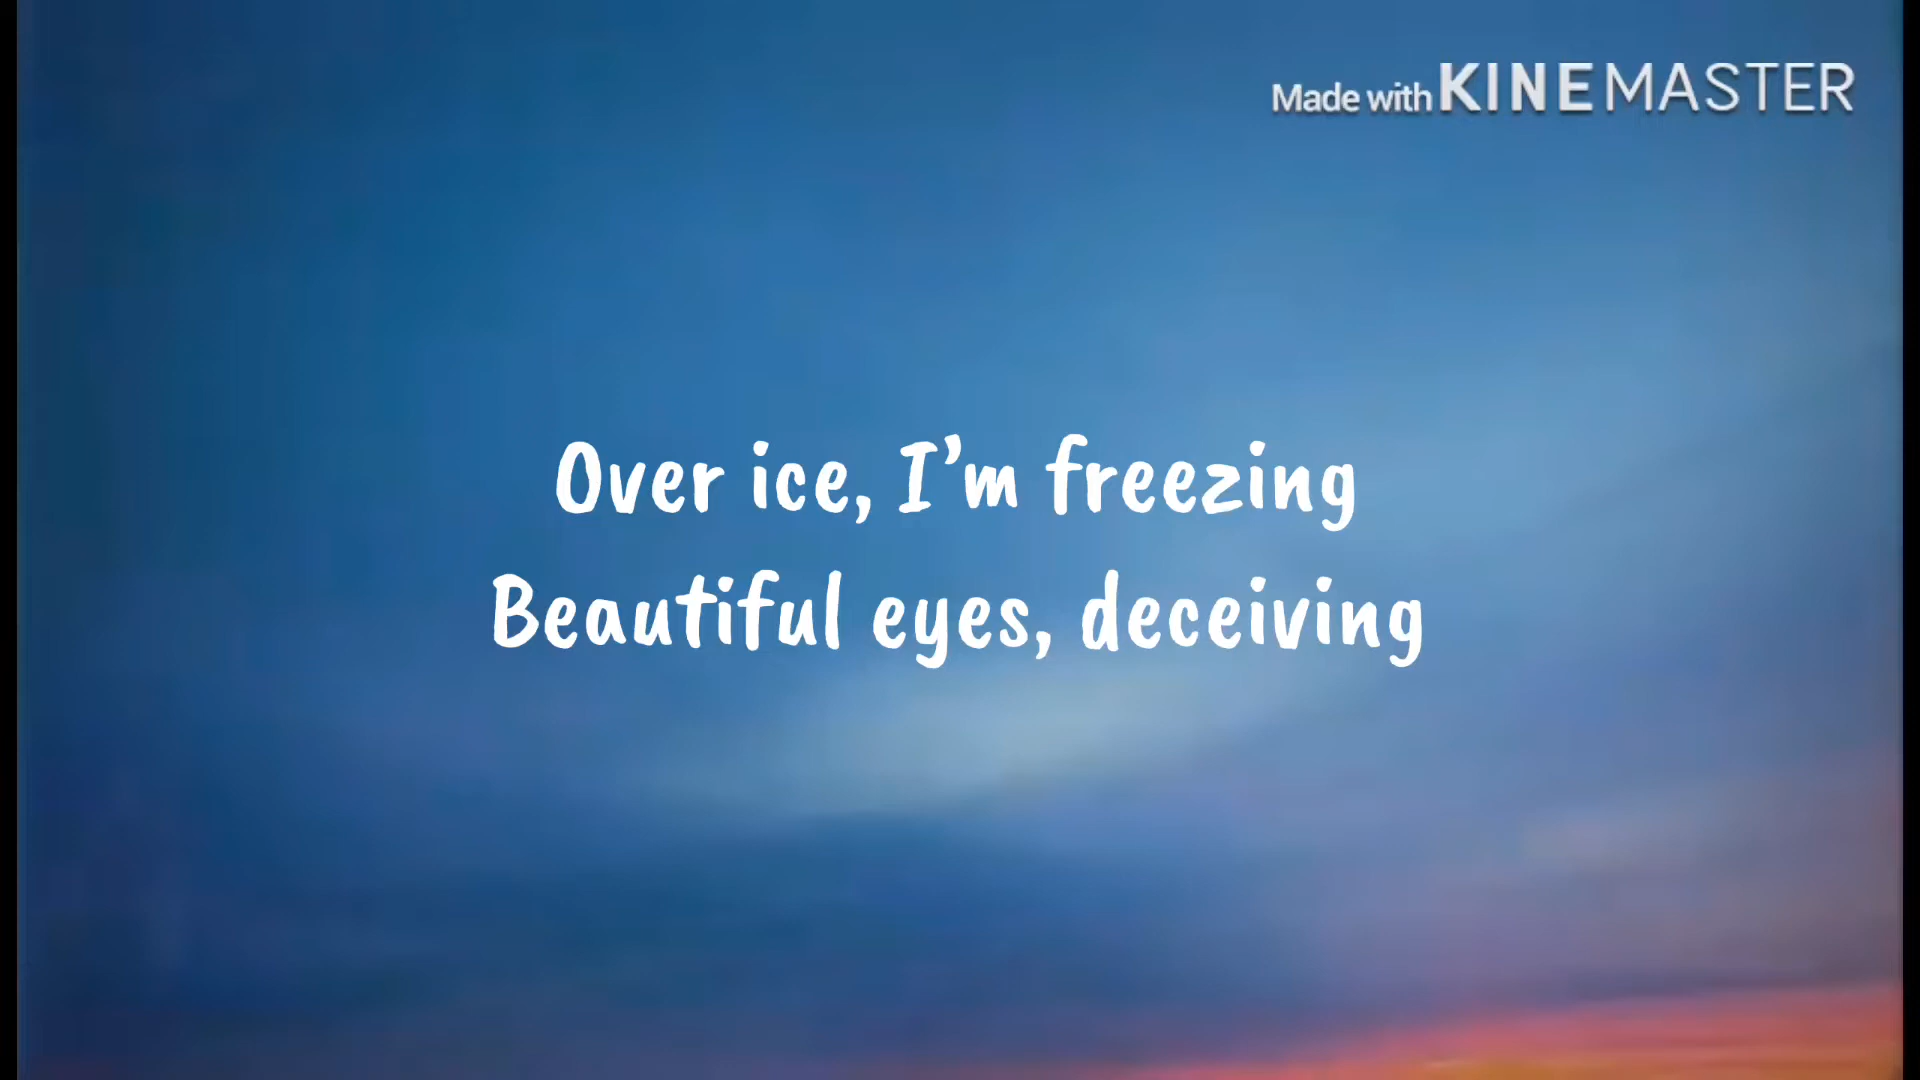 Made with KINEMASTER
Over ice, I'm freezing
Beautiful eyes, deceiving